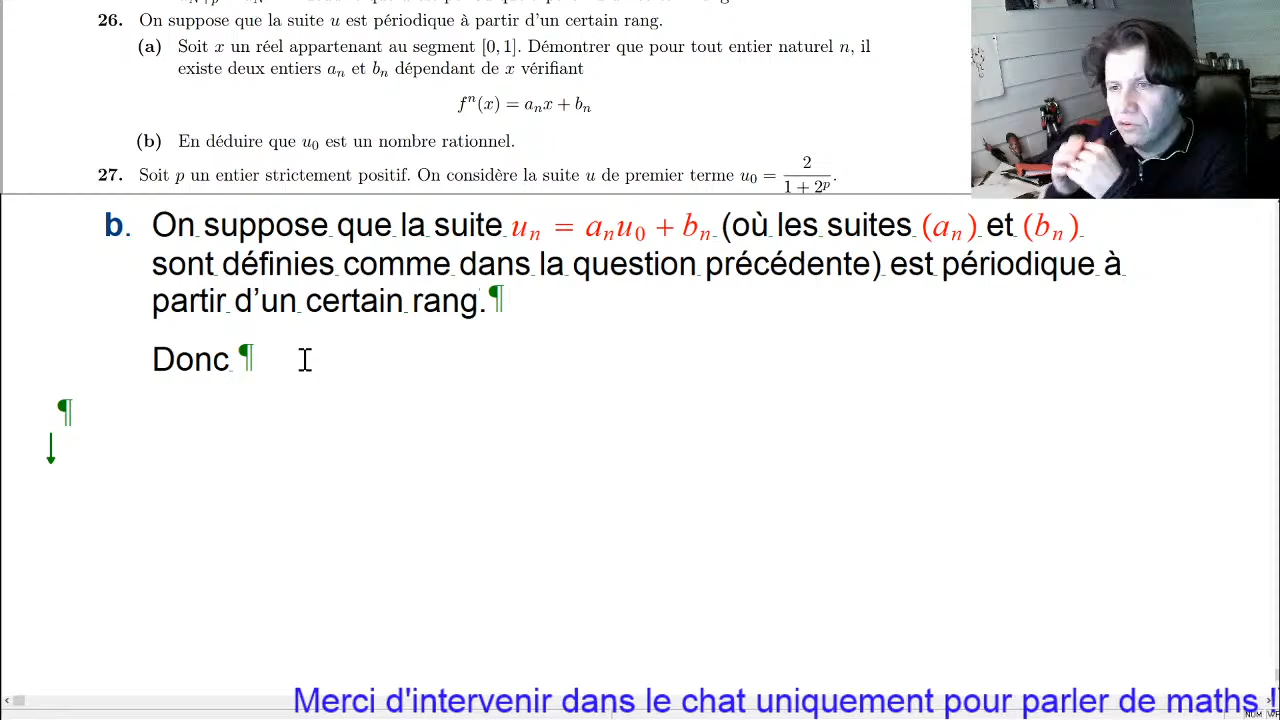 26. On suppose que la suite u est périodique à partir d'un certain rang.
(a) Soit x un réel appartenant au segment [0, 1]. Démontrer que pour tout entier naturel n, il
existe deux entiers aₙ et bₙ dépendant de x vérifiant
fⁿ(x) = aₙx + bₙ
(b) En déduire que u₀ est un nombre rationnel.
27. Soit p un entier strictement positif. On considère la suite u de premier terme u₀ = 2/(1 + 2ᵖ).
b. On suppose que la suite uₙ = aₙu₀ + bₙ (où les suites (aₙ) et (bₙ)
sont définies comme dans la question précédente) est périodique à
partir d'un certain rang.¶
Donc ¶
¶
Merci d'intervenir dans le chat uniquement pour parler de maths !
NUM